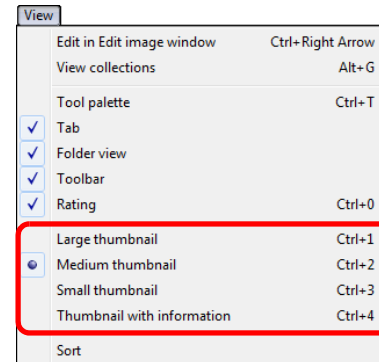 View
Edit in Edit image window Ctrl+Right Arrow
View collections Alt+G
Tool palette Ctrl+T
Tab
Folder view
Toolbar
Rating Ctrl+0
Large thumbnail Ctrl+1
Medium thumbnail Ctrl+2
Small thumbnail Ctrl+3
Thumbnail with information Ctrl+4
Sort